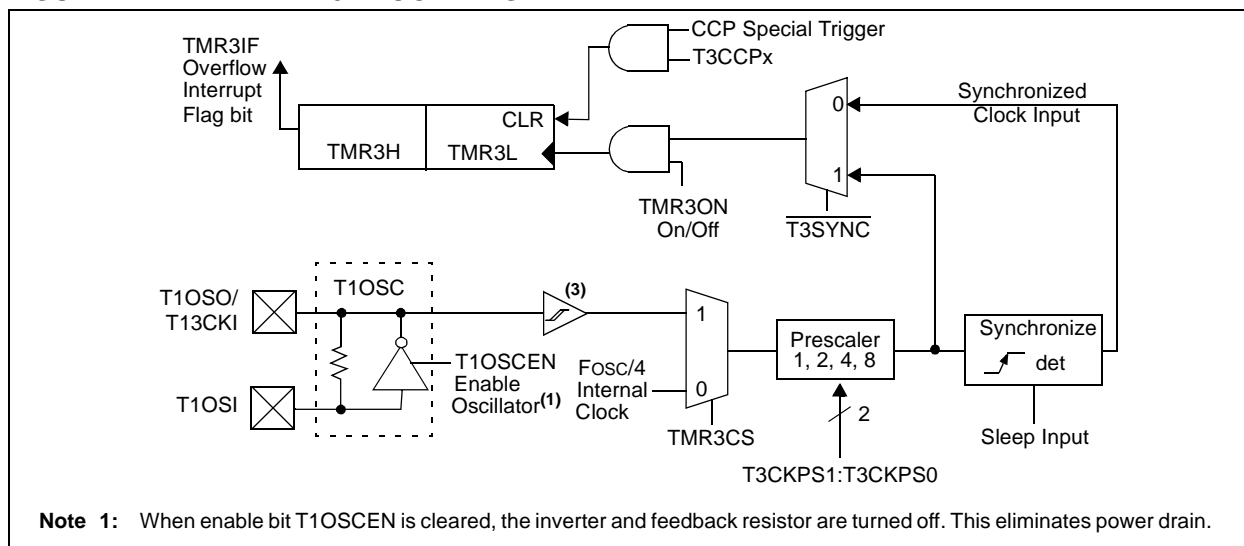 TMR3IF
Overflow
Interrupt
Flag bit
TMR3H
TMR3L
CLR
CCP Special Trigger
T3CCPx
TMR3ON
On/Off
0
1
T3SYNC
Synchronized
Clock Input
T1OSO/
T13CKI
T1OSI
T1OSC
T1OSCEN
Enable
Oscillator(1)
(3)
FOSC/4
Internal
Clock
1
0
TMR3CS
Prescaler
1, 2, 4, 8
2
T3CKPS1:T3CKPS0
Synchronize
det
Sleep Input
Note 1: When enable bit T1OSCEN is cleared, the inverter and feedback resistor are turned off. This eliminates power drain.